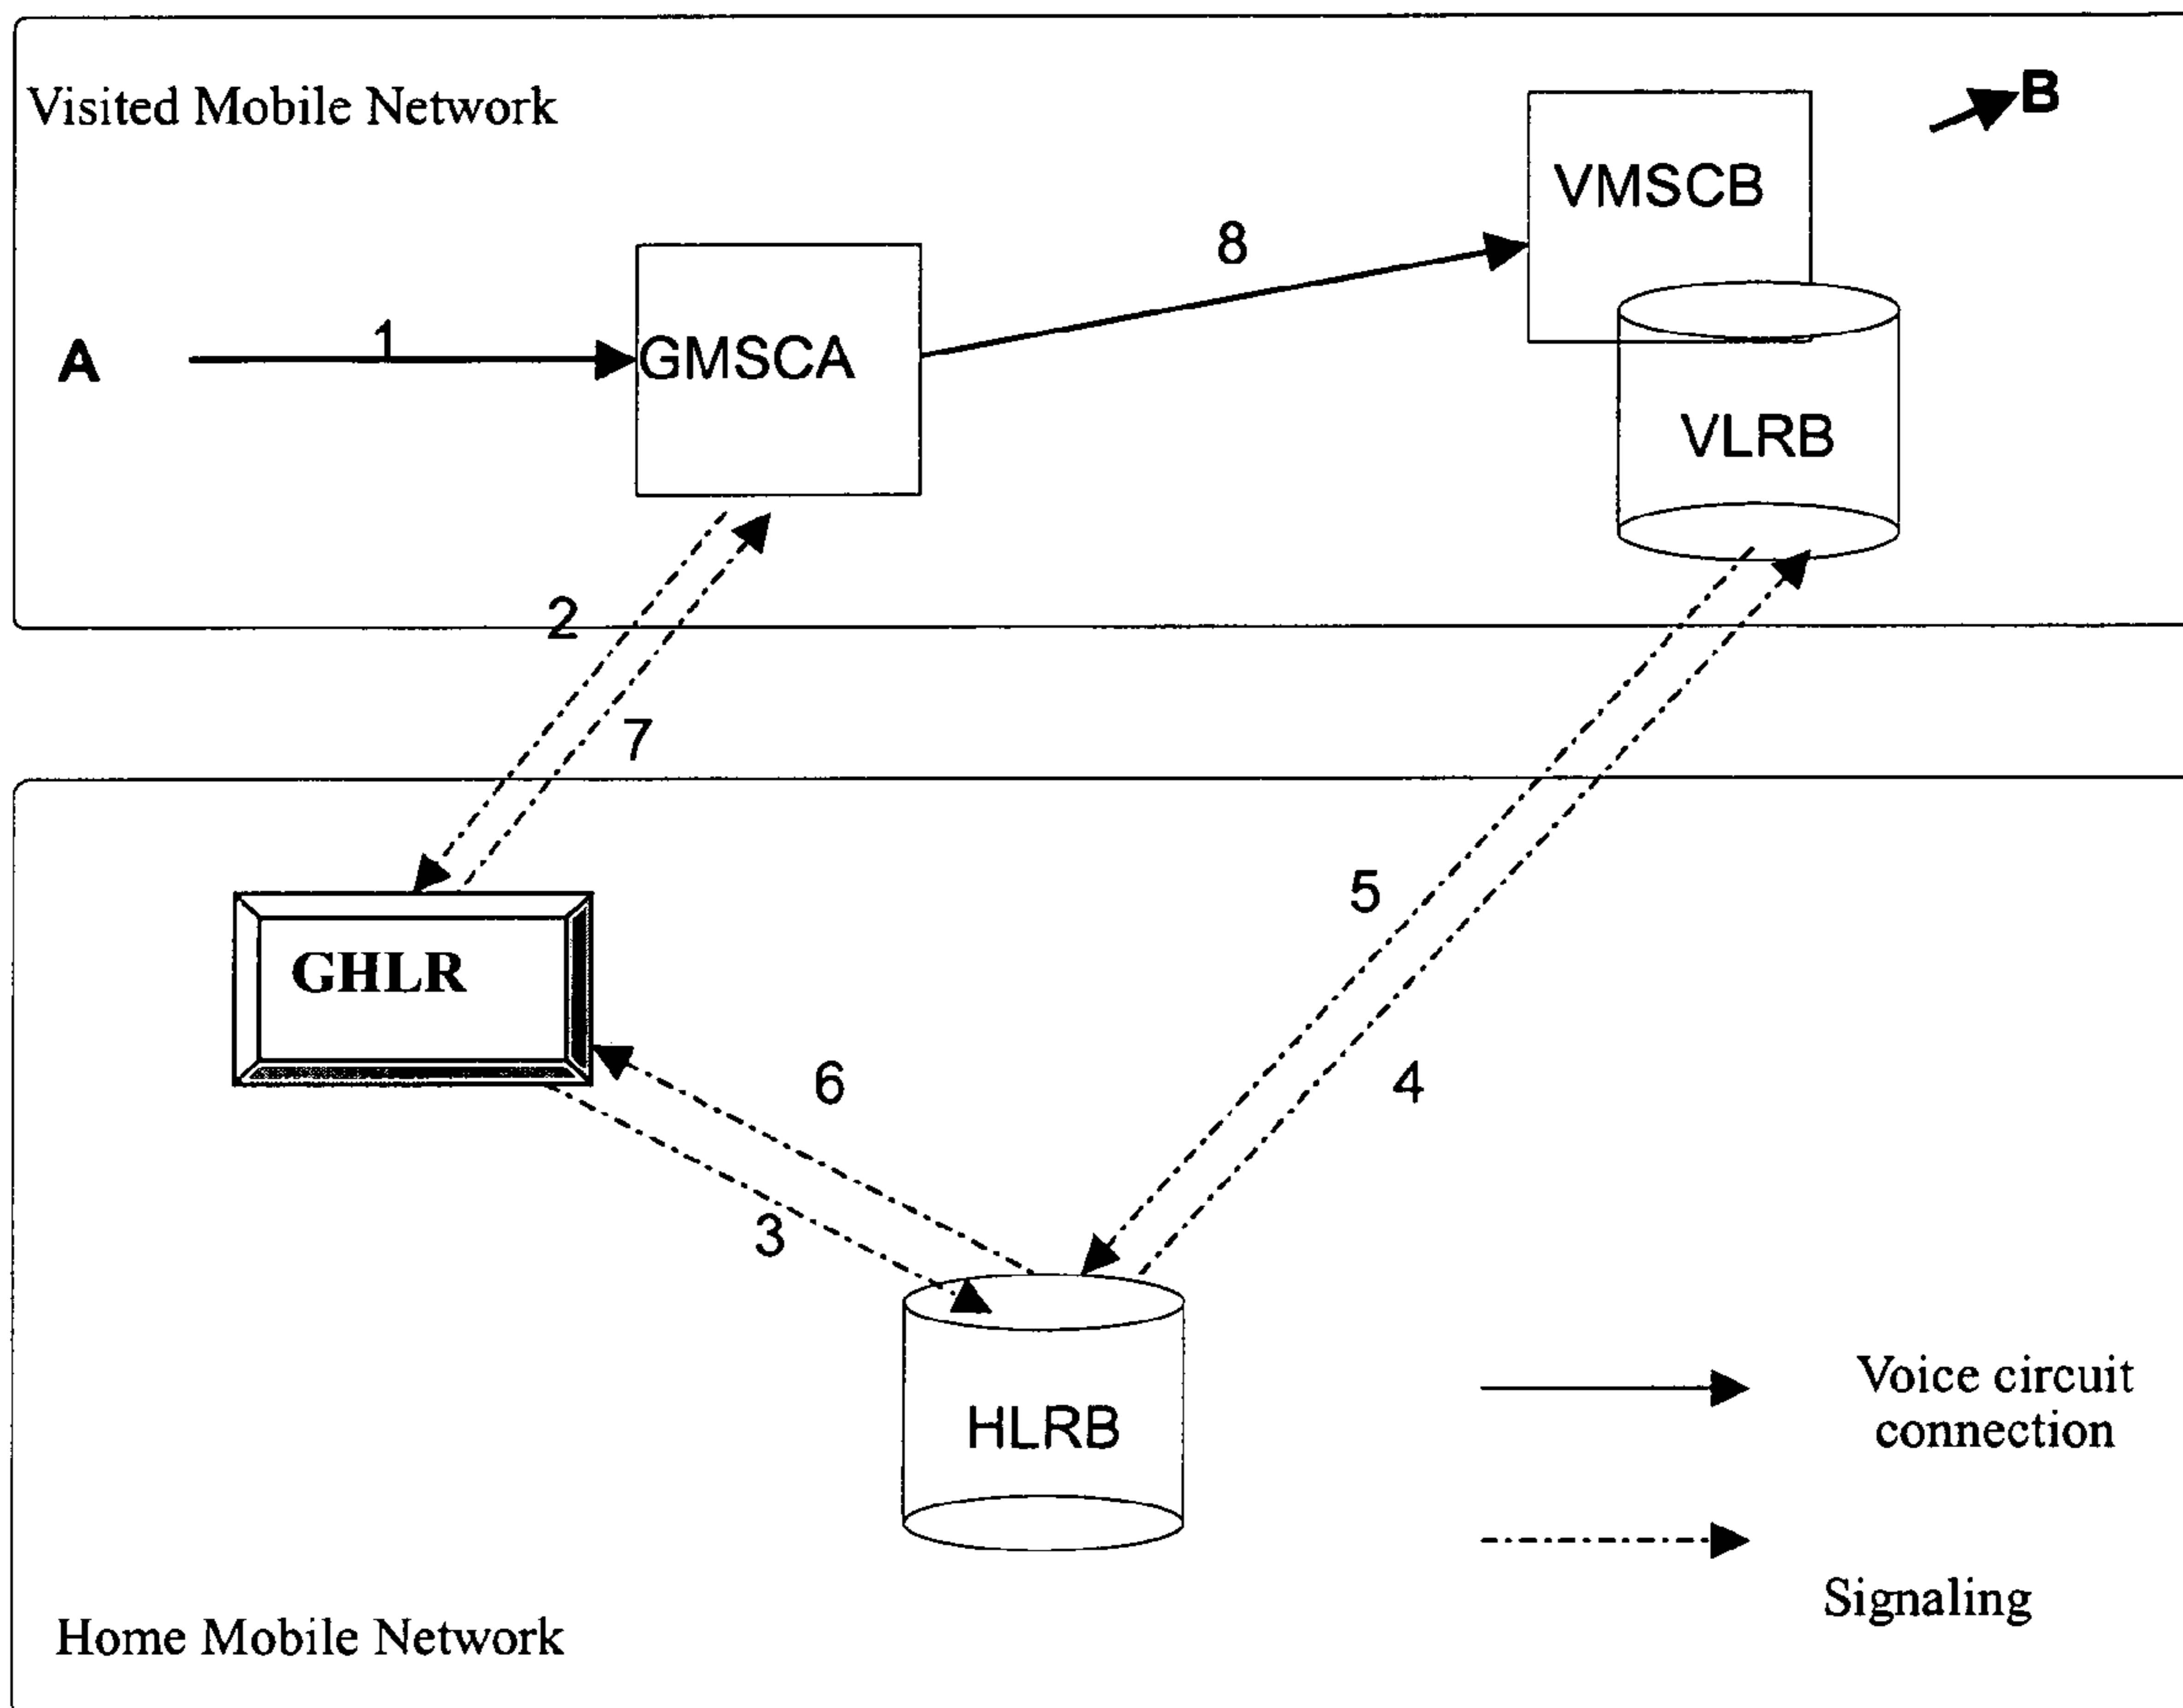 Visited Mobile Network
B
VMSCB
8
1
A
GMSCA
VLRB
2
7
5
GHLR
6
4
3
HLRB
Voice circuit
connection
Signaling
Home Mobile Network